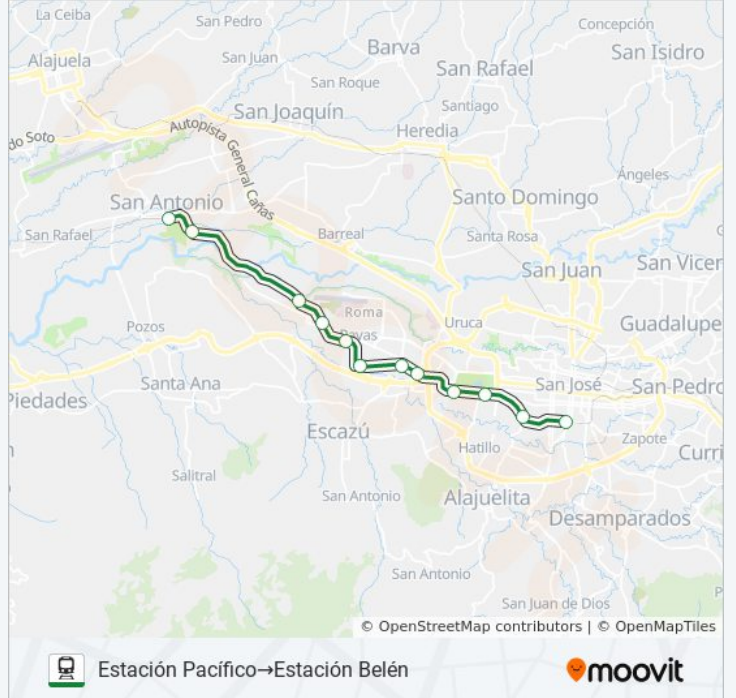 La Ceiba
San Pedro
Concepción
Alajuela
San Juan
Barva
San Rafael
San Isidro
San Roque
San Joaquín
Santiago
do Soto
Autopista General Cañas
Heredia
Ángeles
San Antonio
Santo Domingo
San Rafael
Barreal
Santa Rosa
San Juan
San Vicen
Pozos
Roma
Pavas
Uruca
Guadalupe
Santa Ana
San José
San Pedro
Piedades
Escazú
Hatillo
Zapote
Curri
Salitral
San Antonio
Alajuelita
Desamparados
San Antonio
San Juan de Dios
© OpenStreetMap contributors | © OpenMapTiles
Estación Pacífico→Estación Belén
moovit